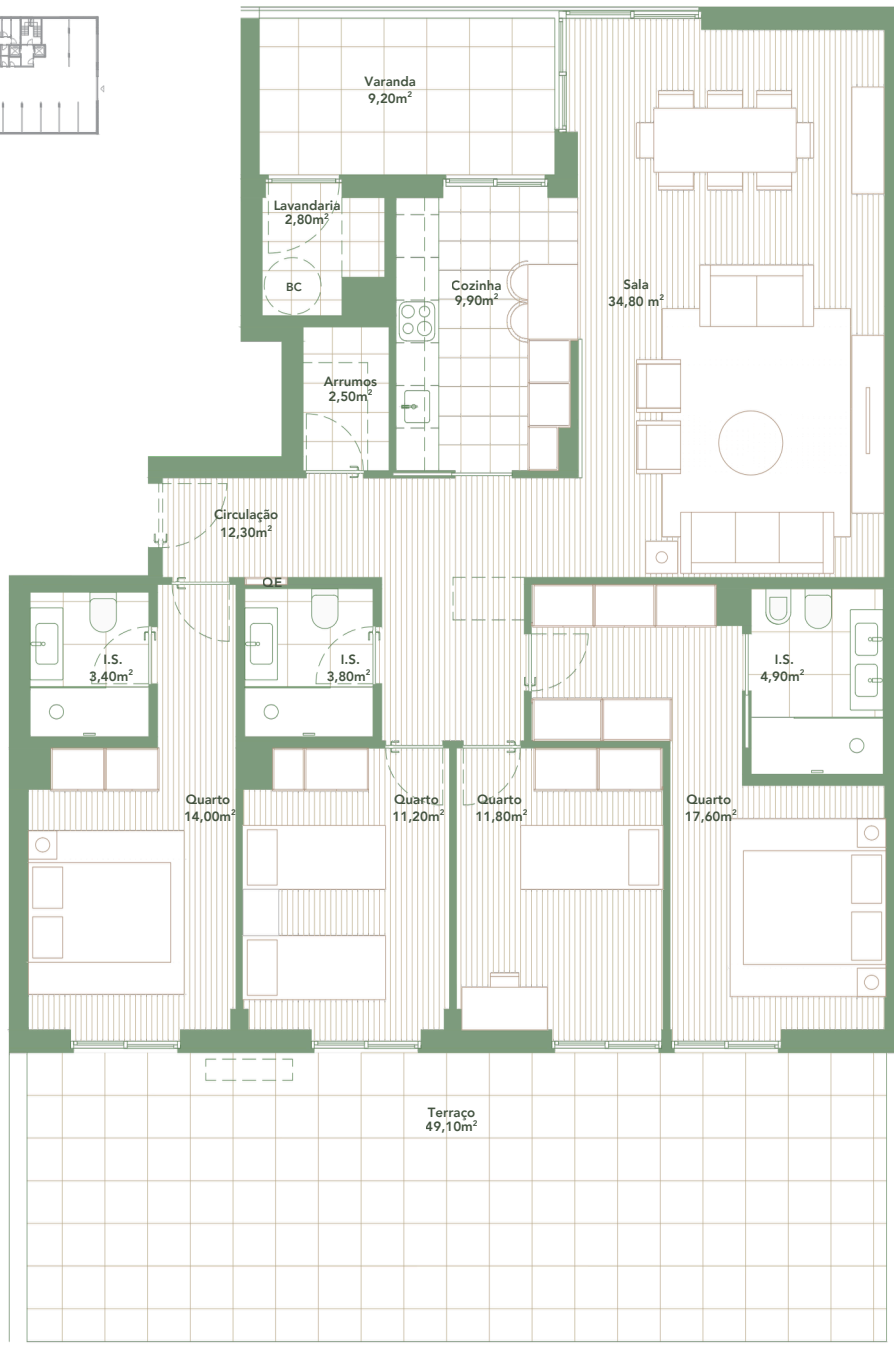 Varanda
9,20m²
Lavandaria
2,80m²
BC
Cozinha
9,90m²
Sala
34,80 m²
Arrumos
2,50m²
Circulação
12,30m²
QE
I.S.
3,40m²
I.S.
3,80m²
I.S.
4,90m²
Quarto
14,00m²
Quarto
11,20m²
Quarto
11,80m²
Quarto
17,60m²
Terraço
49,10m²